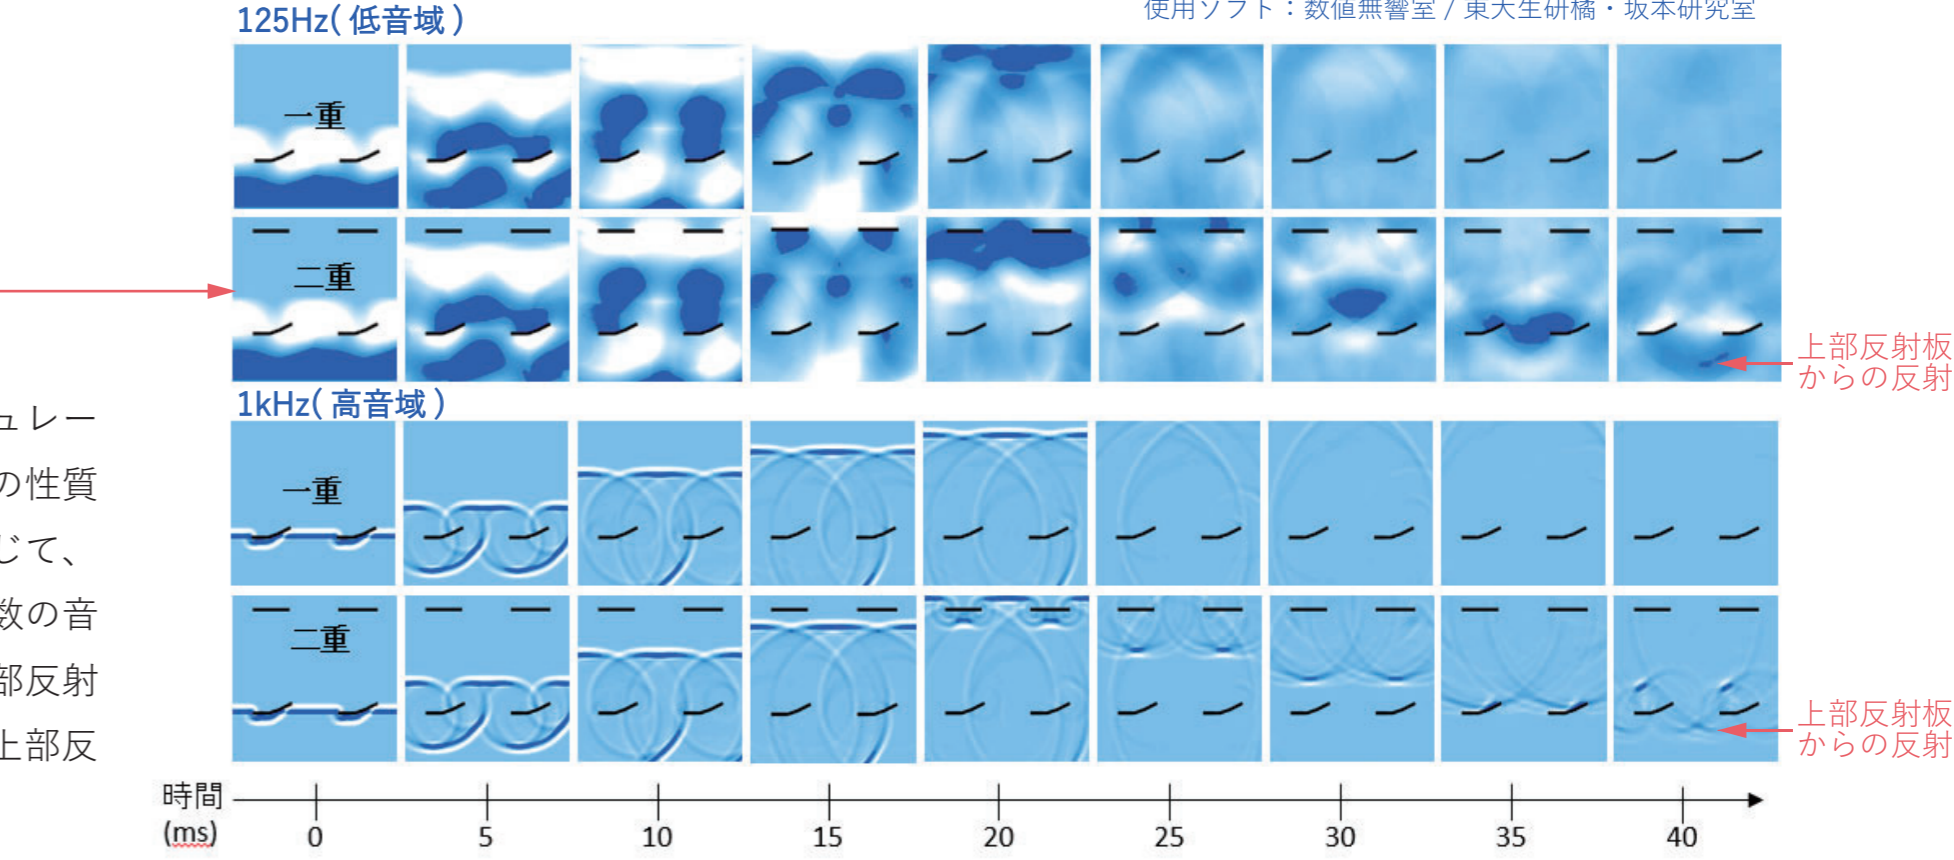 125Hz( 低音域 )
使用ソフト：数値無響室 / 東大生研橘・坂本研究室
一重
二重
上部反射板
からの反射
1kHz( 高音域 )
一重
二重
上部反射板
からの反射
ュレー
の性質
じて、
数の音
部反射
上部反
時間
(ms)
0 5 10 15 20 25 30 35 40